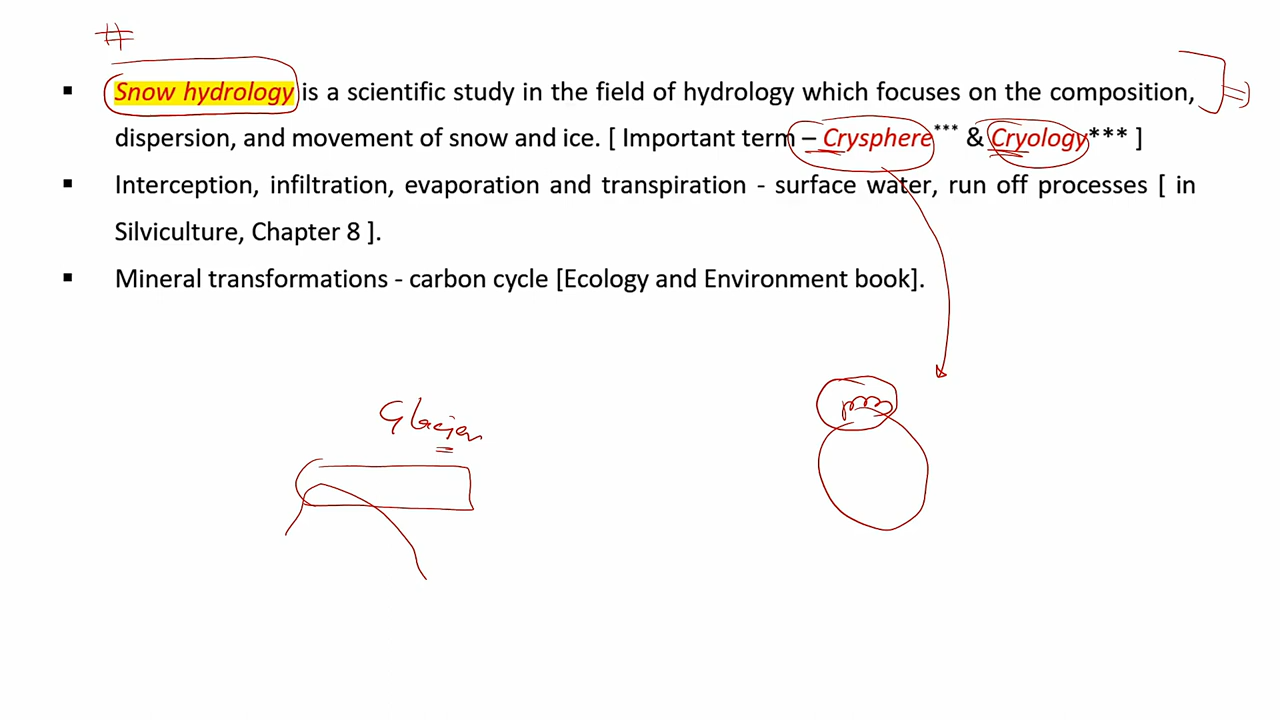 #
▪ Snow hydrology is a scientific study in the field of hydrology which focuses on the composition,
dispersion, and movement of snow and ice. [ Important term – Crysphere*** & Cryology*** ]
▪ Interception, infiltration, evaporation and transpiration - surface water, run off processes [ in
Silviculture, Chapter 8 ].
▪ Mineral transformations - carbon cycle [Ecology and Environment book].
Glacier